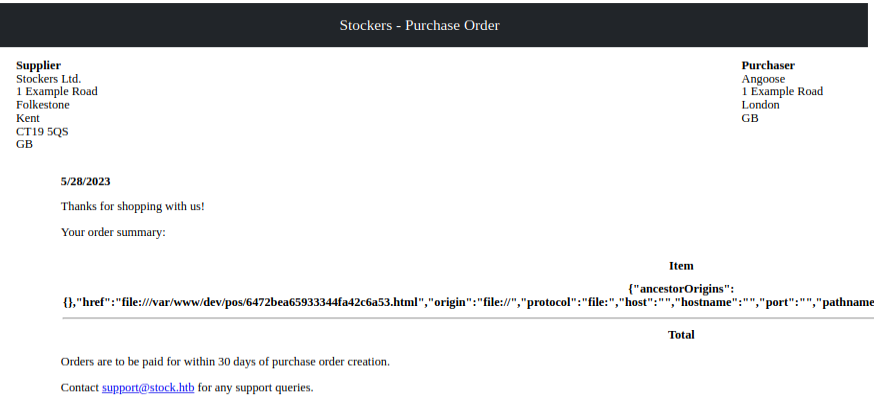 Stockers - Purchase Order
Supplier
Stockers Ltd.
1 Example Road
Folkestone
Kent
CT19 5QS
GB
Purchaser
Angoose
1 Example Road
London
GB
5/28/2023
Thanks for shopping with us!
Your order summary:
Item
{"ancestorOrigins":
{},"href":"file:///var/www/dev/pos/6472bea65933344fa42c6a53.html","origin":"file://","protocol":"file:","host":"","hostname":"","port":"","pathname
Total
Orders are to be paid for within 30 days of purchase order creation.
Contact support@stock.htb for any support queries.